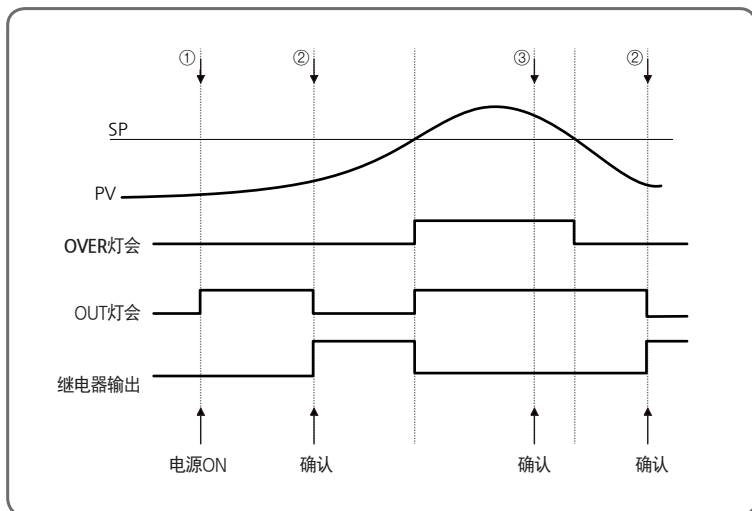 ① ② ③ ②
SP
PV
OVER灯会
OUT灯会
继电器输出
电源ON 确认 确认 确认